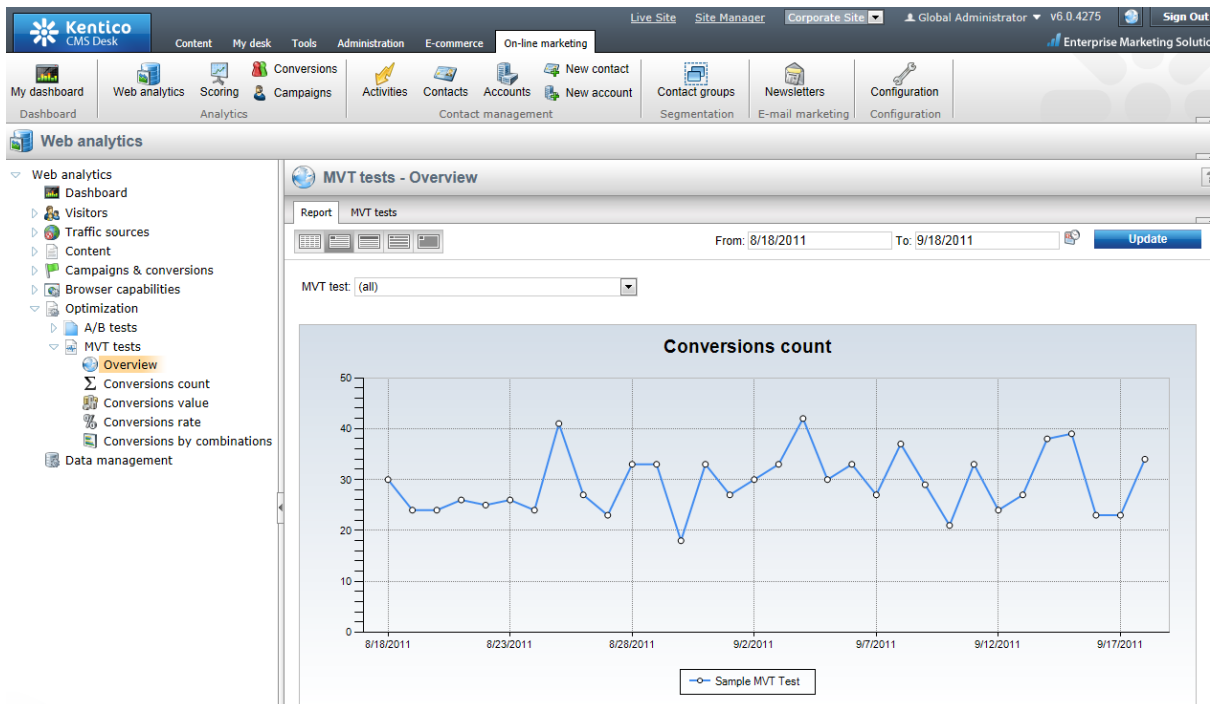 Kentico
CMS Desk
Live Site Site Manager Corporate Site Global Administrator v6.0.4275 Sign Out
Content My desk Tools Administration E-commerce On-line marketing Enterprise Marketing
My dashboard Web analytics Scoring Conversions Campaigns Activities Contacts Accounts New contact New account Contact groups Newsletters Configuration
Dashboard Analytics Contact management Segmentation E-mail marketing Configuration
Web analytics
Web analytics
Dashboard
Visitors
Traffic sources
Content
Campaigns & conversions
Browser capabilities
Optimization
A/B tests
MVT tests
Overview
Conversions count
Conversions value
Conversions rate
Conversions by combinations
Data management
MVT tests - Overview
Report MVT tests
From: 8/18/2011 To: 9/18/2011 Update
MVT test: (all)
Conversions count
50
40
30
20
10
0
8/18/2011 8/23/2011 8/28/2011 9/2/2011 9/7/2011 9/12/2011 9/17/2011
Sample MVT Test